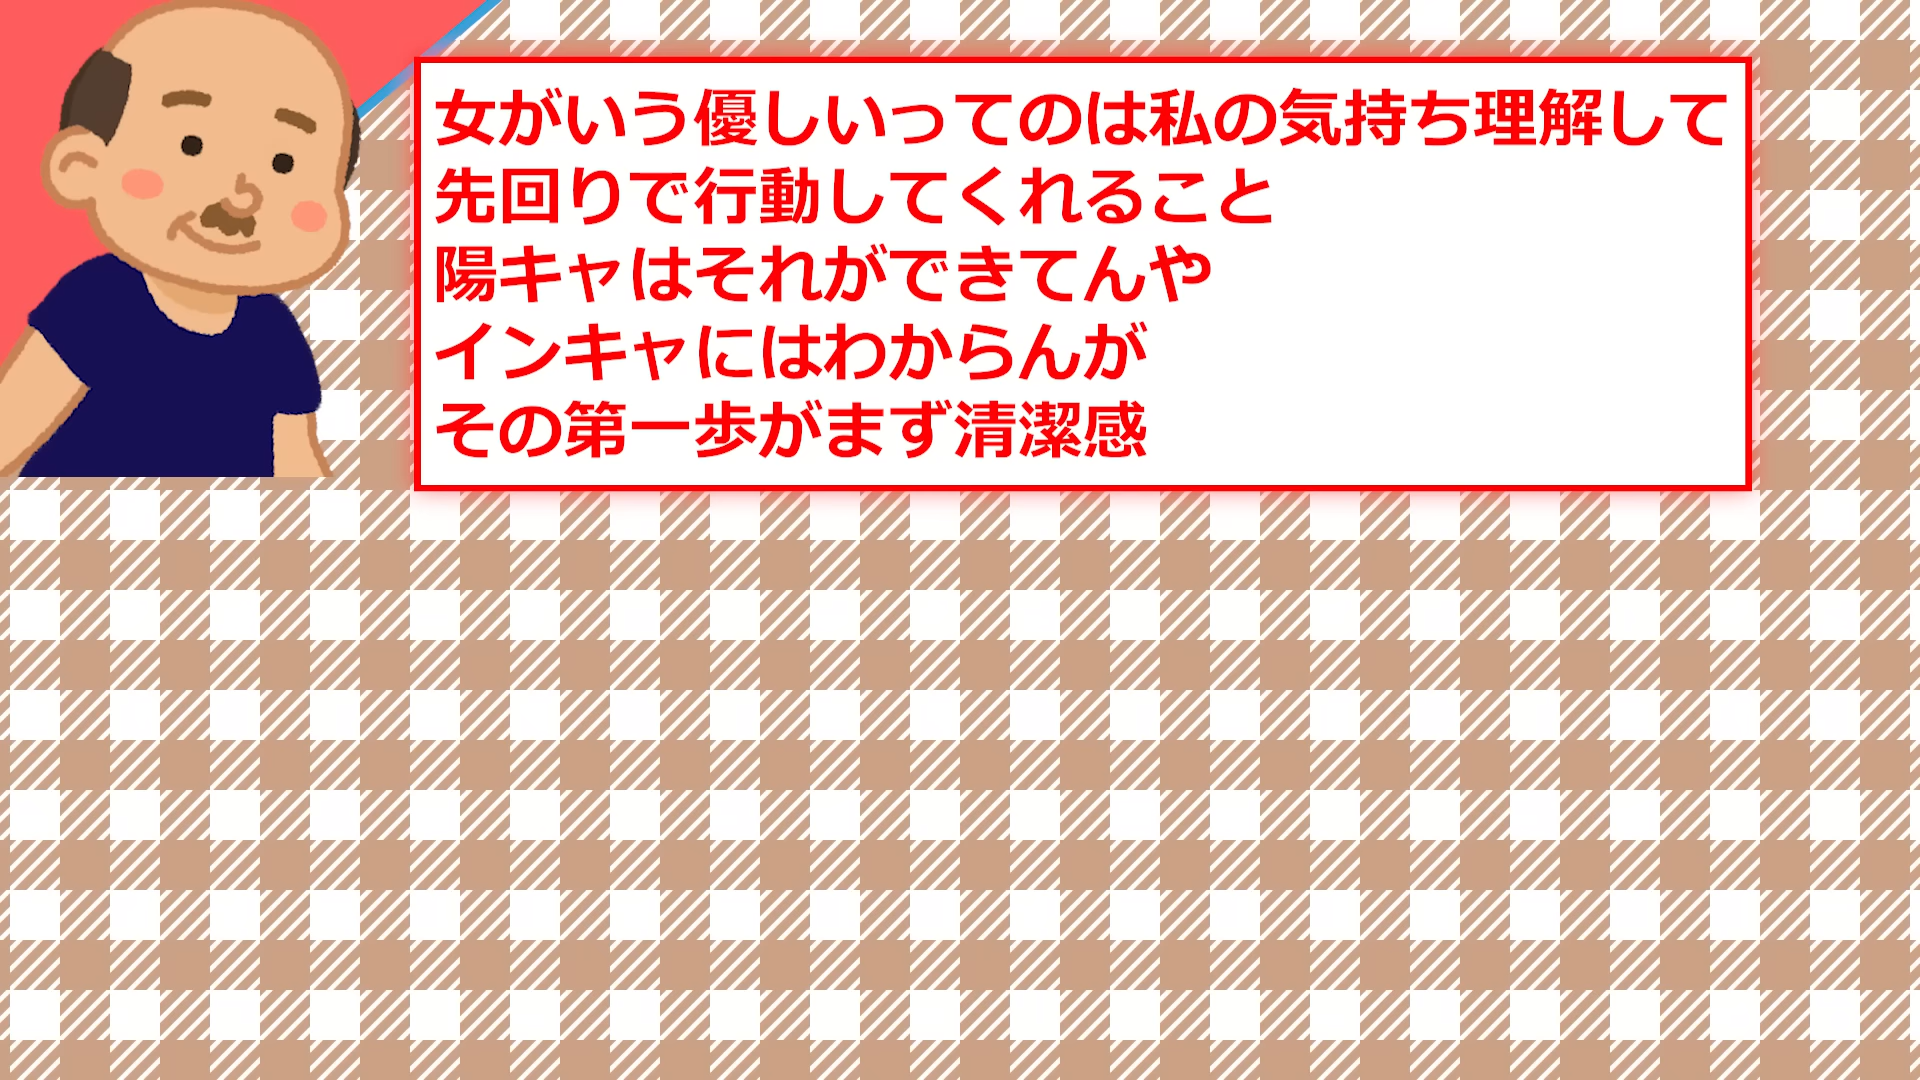 女がいう優しいってのは私の気持ち理解して
先回りで行動してくれること
陽キャはそれができてんや
インキャにはわからんが
その第一歩がまず清潔感